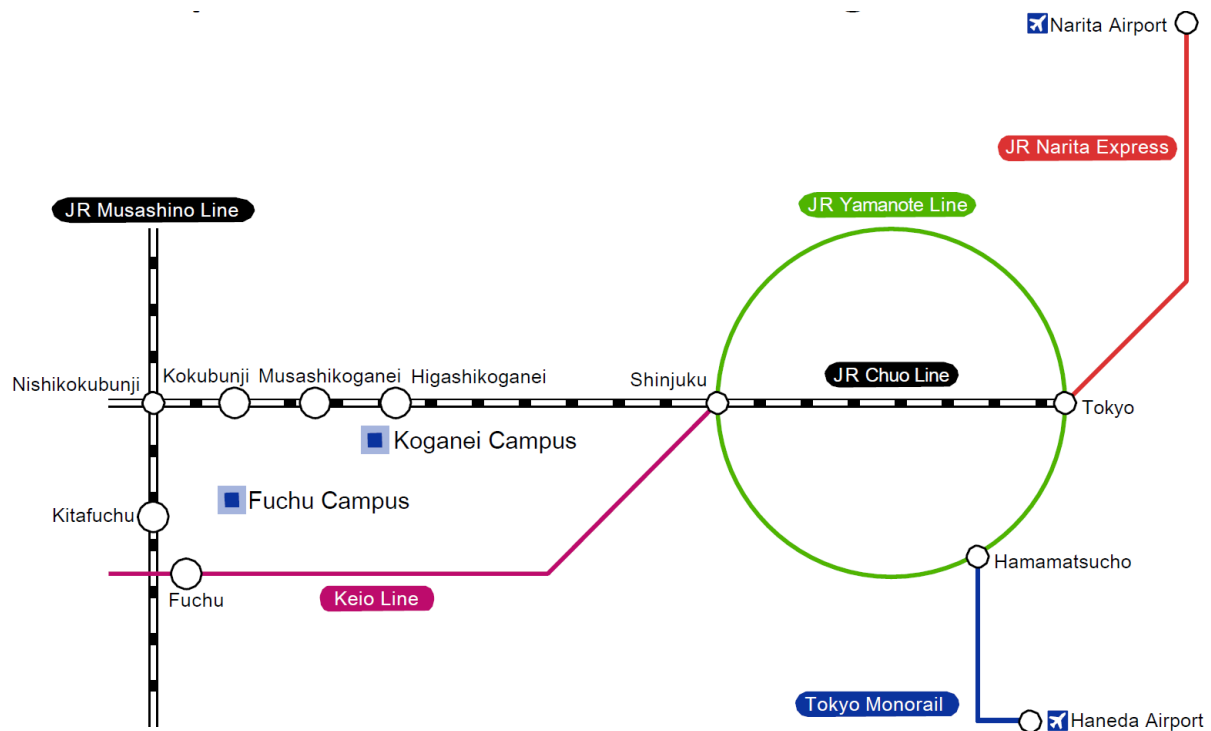 Narita Airport
JR Narita Express
JR Musashino Line
JR Yamanote Line
Nishikokubunji
Kokubunji
Musashikoganei
Higashikoganei
Shinjuku
JR Chuo Line
Tokyo
Koganei Campus
Fuchu Campus
Kitafuchu
Hamamatsucho
Fuchu
Keio Line
Tokyo Monorail
Haneda Airport